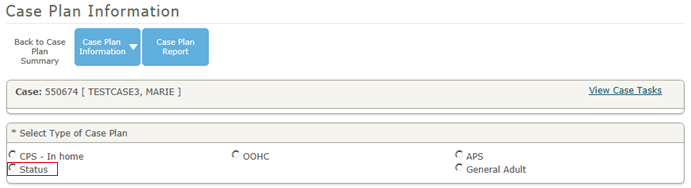 Case Plan Information
Back to Case
Plan
Summary
Case Plan
Information
Case Plan
Report
Case: 550674 [ TESTCASE3, MARIE ]
View Case Tasks
* Select Type of Case Plan
CPS - In home
OOHC
APS
Status
General Adult